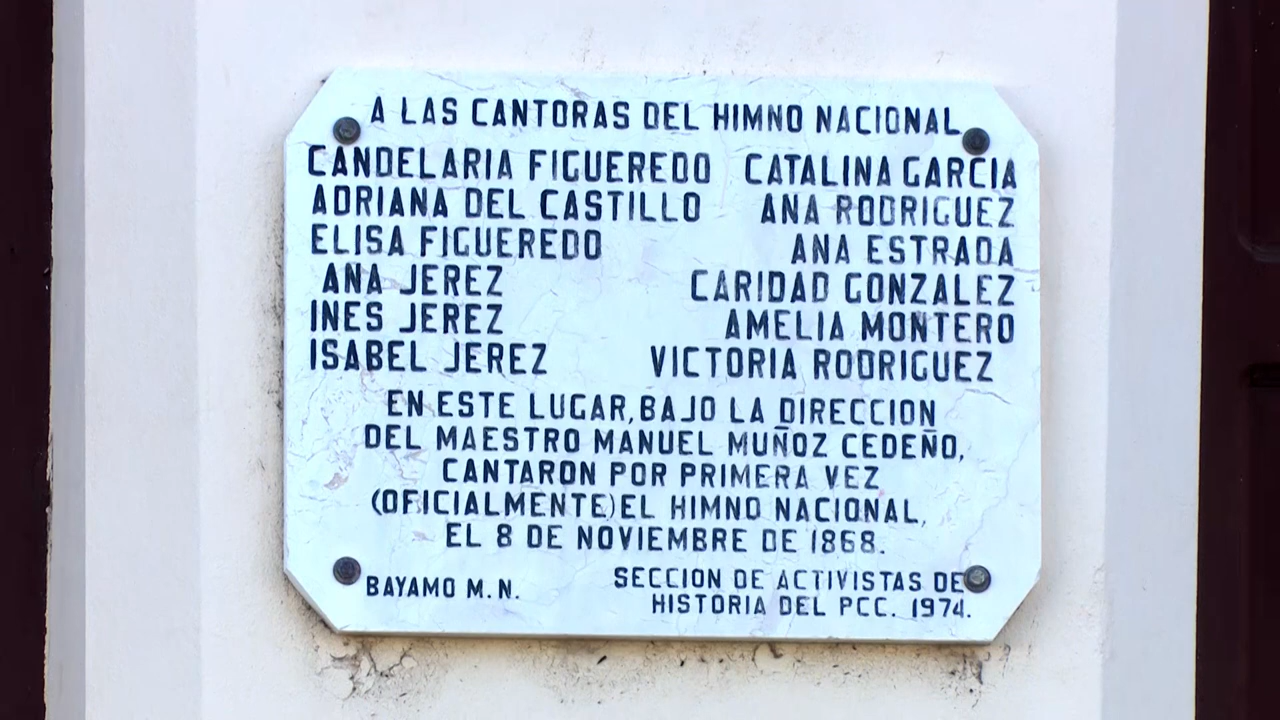 A LAS CANTORAS DEL HIMNO NACIONAL
CANDELARIA FIGUEREDO CATALINA GARCIA
ADRIANA DEL CASTILLO ANA RODRIGUEZ
ELISA FIGUEREDO ANA ESTRADA
ANA JEREZ CARIDAD GONZALEZ
INES JEREZ AMELIA MONTERO
ISABEL JEREZ VICTORIA RODRIGUEZ
EN ESTE LUGAR, BAJO LA DIRECCION
DEL MAESTRO MANUEL MUÑOZ CEDEÑO,
CANTARON POR PRIMERA VEZ
(OFICIALMENTE) EL HIMNO NACIONAL,
EL 8 DE NOVIEMBRE DE 1868.
BAYAMO M.N. SECCION DE ACTIVISTAS DE
HISTORIA DEL PCC. 1974.